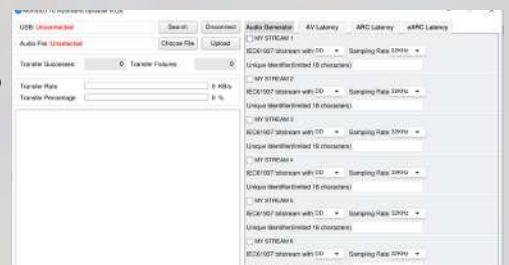 USB: Unconnected
Search
Disconnect
Audio File: Unselected
Choose File
Upload
Transfer Successes: 0 Transfer Failures: 0
Transfer Rate 0 KB/s
Transfer Percentage 0 %
Audio Generator AV Latency ARC Latency eARC Latency
MY STREAM 1
IEC61937 bitstream with DD Sampling Rate 32KHz
Unique Identifier(limited 16 characters)
MY STREAM 2
IEC61937 bitstream with DD Sampling Rate 32KHz
Unique Identifier(limited 16 characters)
MY STREAM 3
IEC61937 bitstream with DD Sampling Rate 32KHz
Unique Identifier(limited 16 characters)
MY STREAM 4
IEC61937 bitstream with DD Sampling Rate 32KHz
Unique Identifier(limited 16 characters)
MY STREAM 5
IEC61937 bitstream with DD Sampling Rate 32KHz
Unique Identifier(limited 16 characters)
MY STREAM 6
IEC61937 bitstream with DD Sampling Rate 32KHz